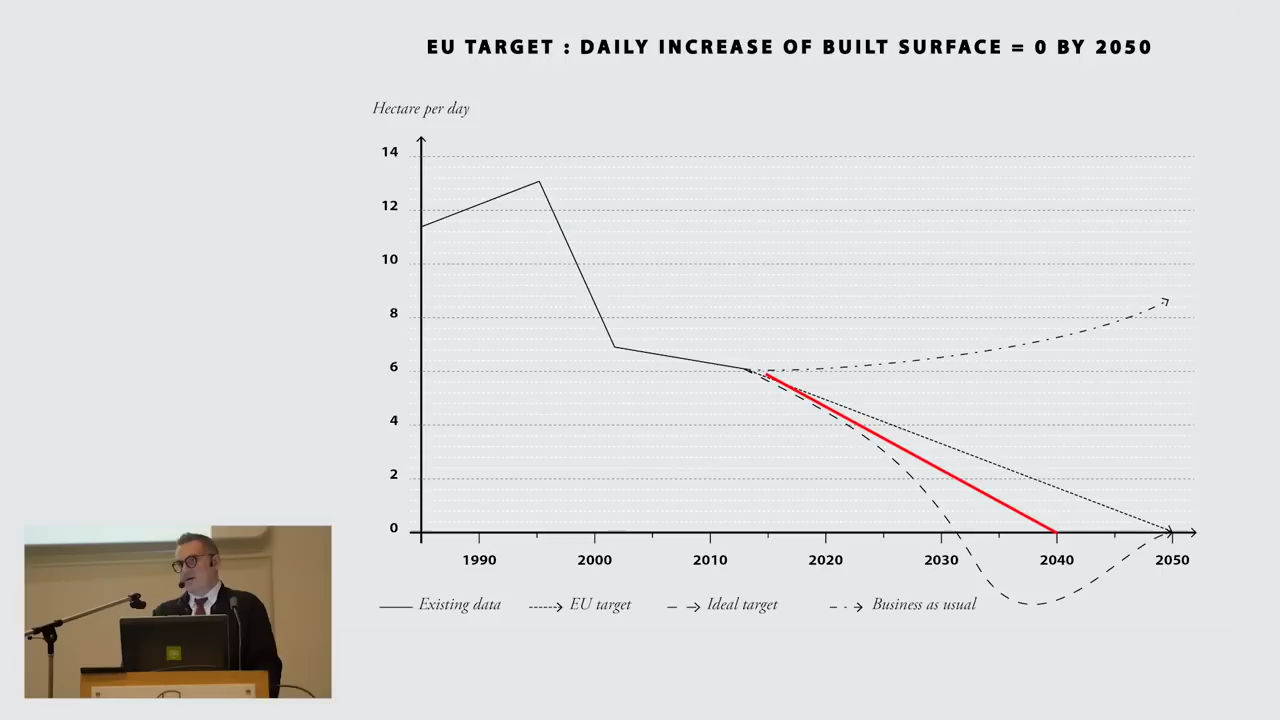 EU TARGET : DAILY INCREASE OF BUILT SURFACE = 0 BY 2050
Hectare per day
14
12
10
8
6
4
2
0
1990 2000 2010 2020 2030 2040 2050
Existing data EU target Ideal target Business as usual